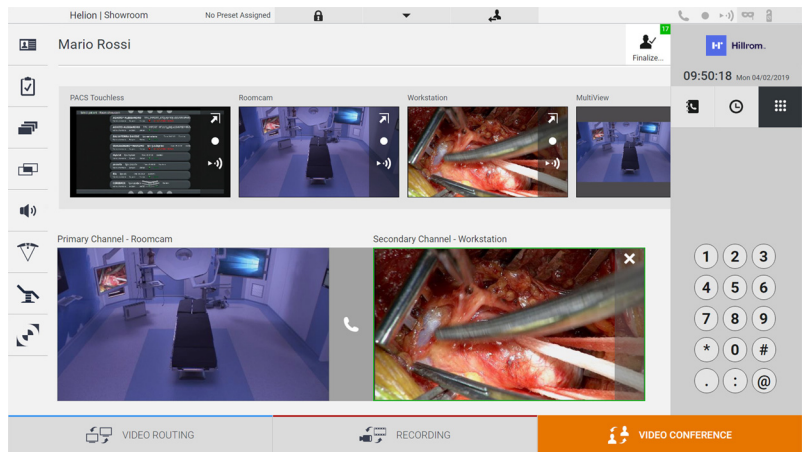 Helion | Showroom No Preset Assigned
Mario Rossi
17
Finalize...
H Hillrom.
09:50:18 Mon 04/02/2019
PACS Touchless Roomcam Workstation MultiView
Primary Channel - Roomcam Secondary Channel - Workstation
1 2 3
4 5 6
7 8 9
* 0 #
. : @
VIDEO ROUTING RECORDING VIDEO CONFERENCE